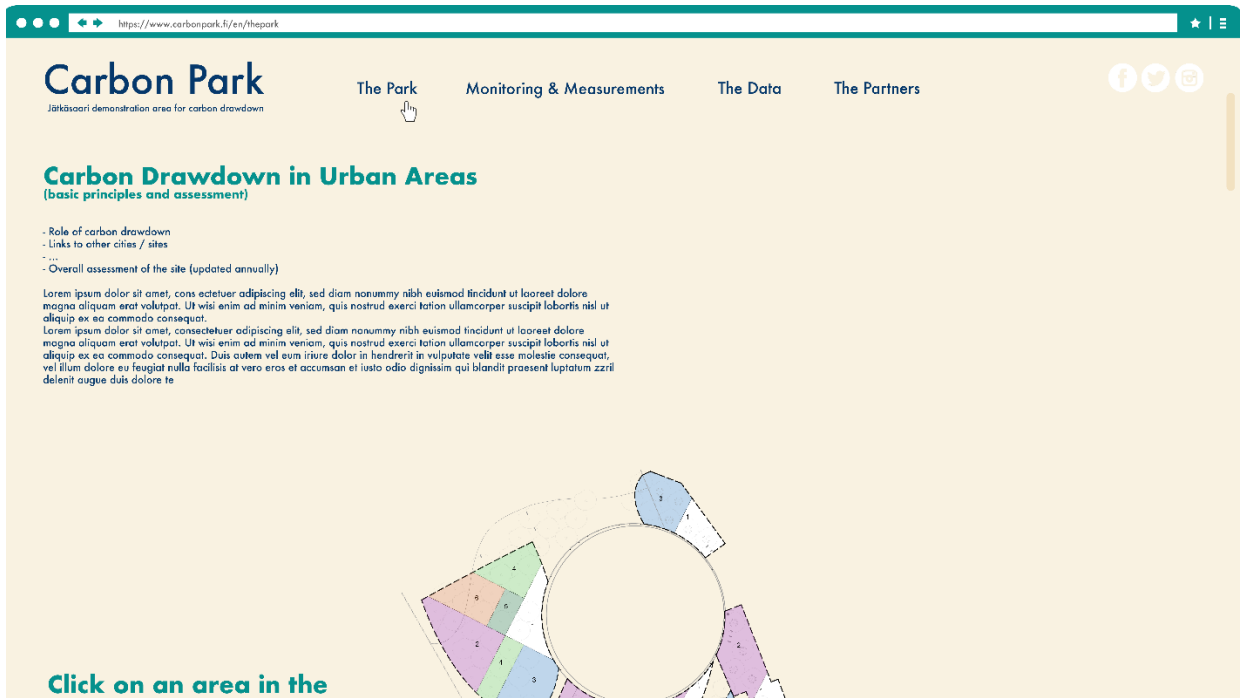 https://www.carbonpark.fi/en/thepark
Carbon Park
Jätkäsaari demonstration area for carbon drawdown
The Park
Monitoring & Measurements
The Data
The Partners
Carbon Drawdown in Urban Areas
(basic principles and assessment)
- Role of carbon drawdown
- Links to other cities / sites
- ...
- Overall assessment of the site (updated annually)
Lorem ipsum dolor sit amet, cons ectetuer adipiscing elit, sed diam nonummy nibh euismod tincidunt ut laoreet dolore
magna aliquam erat volutpat. Ut wisi enim ad minim veniam, quis nostrud exerci tation ullamcorper suscipit lobortis nisl ut
aliquip ex ea commodo consequat.
Lorem ipsum dolor sit amet, consectetuer adipiscing elit, sed diam nonummy nibh euismod tincidunt ut laoreet dolore
magna aliquam erat volutpat. Ut wisi enim ad minim veniam, quis nostrud exerci tation ullamcorper suscipit lobortis nisl ut
aliquip ex ea commodo consequat. Duis autem vel eum iriure dolor in hendrerit in vulputate velit esse molestie consequat,
vel illum dolore eu feugiat nulla facilisis at vero eros et accumsan et iusto odio dignissim qui blandit praesent luptatum zzril
delenit augue duis dolore te
3
1
4
6
5
2
2
4
3
Click on an area in the